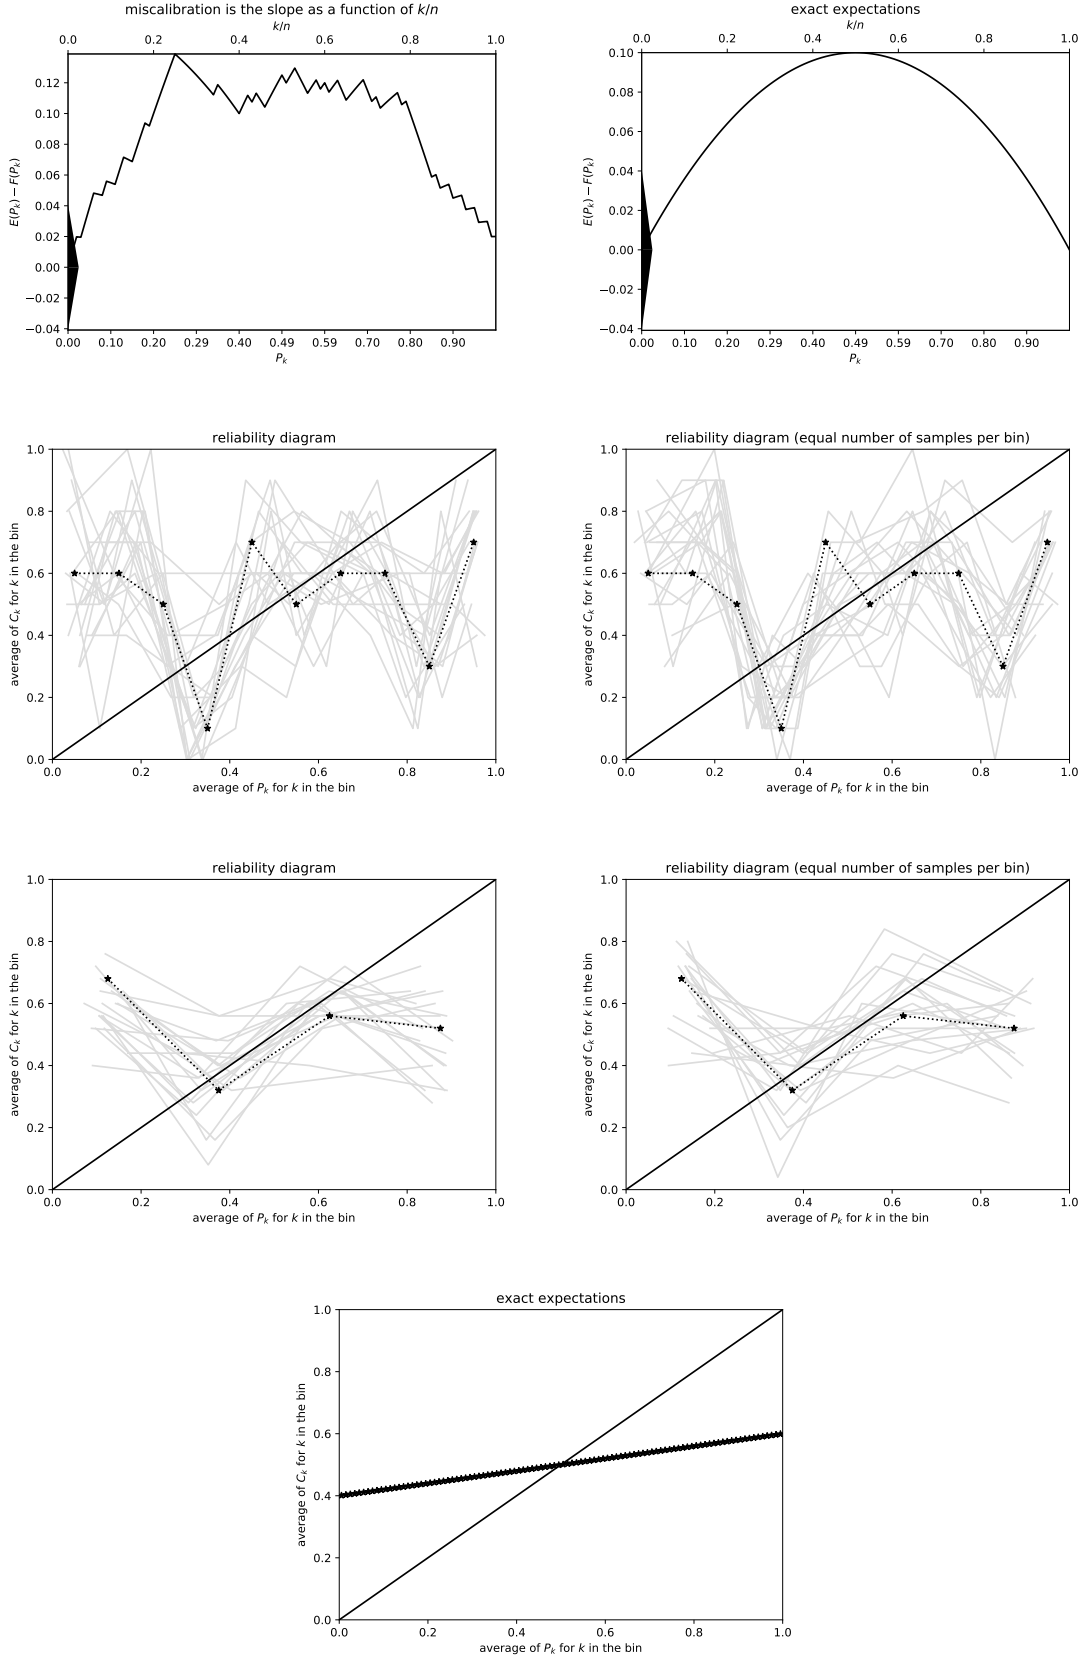 miscalibration is the slope as a function of k/n
k/n
0.0 0.2 0.4 0.6 0.8 1.0
0.12
0.10
0.08
0.06
0.04
0.02
0.00
−0.02
−0.04
E(Pk) − F(Pk)
0.00 0.10 0.20 0.29 0.40 0.49 0.59 0.70 0.80 0.90
Pk
exact expectations
k/n
0.0 0.2 0.4 0.6 0.8 1.0
0.10
0.08
0.06
0.04
0.02
0.00
−0.02
−0.04
E(Pk) − F(Pk)
0.00 0.10 0.20 0.29 0.40 0.49 0.59 0.70 0.80 0.90
Pk
reliability diagram
1.0
0.8
0.6
0.4
0.2
0.0
average of Ck for k in the bin
0.0 0.2 0.4 0.6 0.8 1.0
average of Pk for k in the bin
reliability diagram (equal number of samples per bin)
1.0
0.8
0.6
0.4
0.2
0.0
average of Ck for k in the bin
0.0 0.2 0.4 0.6 0.8 1.0
average of Pk for k in the bin
reliability diagram
1.0
0.8
0.6
0.4
0.2
0.0
average of Ck for k in the bin
0.0 0.2 0.4 0.6 0.8 1.0
average of Pk for k in the bin
reliability diagram (equal number of samples per bin)
1.0
0.8
0.6
0.4
0.2
0.0
average of Ck for k in the bin
0.0 0.2 0.4 0.6 0.8 1.0
average of Pk for k in the bin
exact expectations
1.0
0.8
0.6
0.4
0.2
0.0
average of Ck for k in the bin
0.0 0.2 0.4 0.6 0.8 1.0
average of Pk for k in the bin